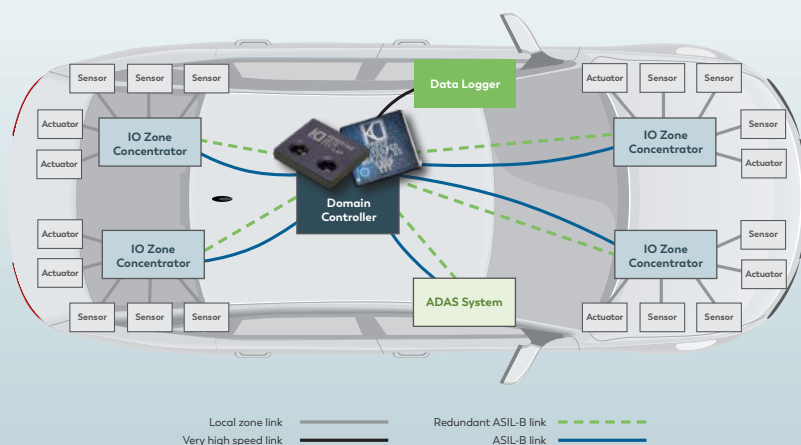 Sensor
Sensor
Sensor
Data Logger
Actuator
Sensor
Sensor
Actuator
Actuator
IO Zone
Concentrator
IO Zone
Concentrator
Sensor
Actuator
Domain
Controller
Actuator
Actuator
IO Zone
Concentrator
IO Zone
Concentrator
Sensor
Actuator
ADAS System
Sensor
Sensor
Sensor
Actuator
Sensor
Sensor
Local zone link
Redundant ASIL-B link
Very high speed link
ASIL-B link